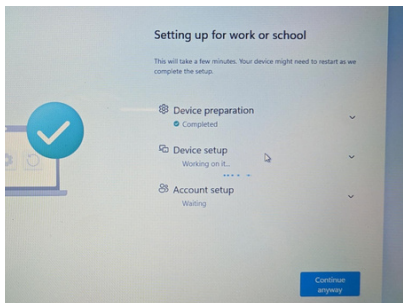 Setting up for work or school
This will take a few minutes. Your device might need to restart as we
complete the setup.
Device preparation
Completed
Device setup
Working on it...
Account setup
Waiting
Continue
anyway